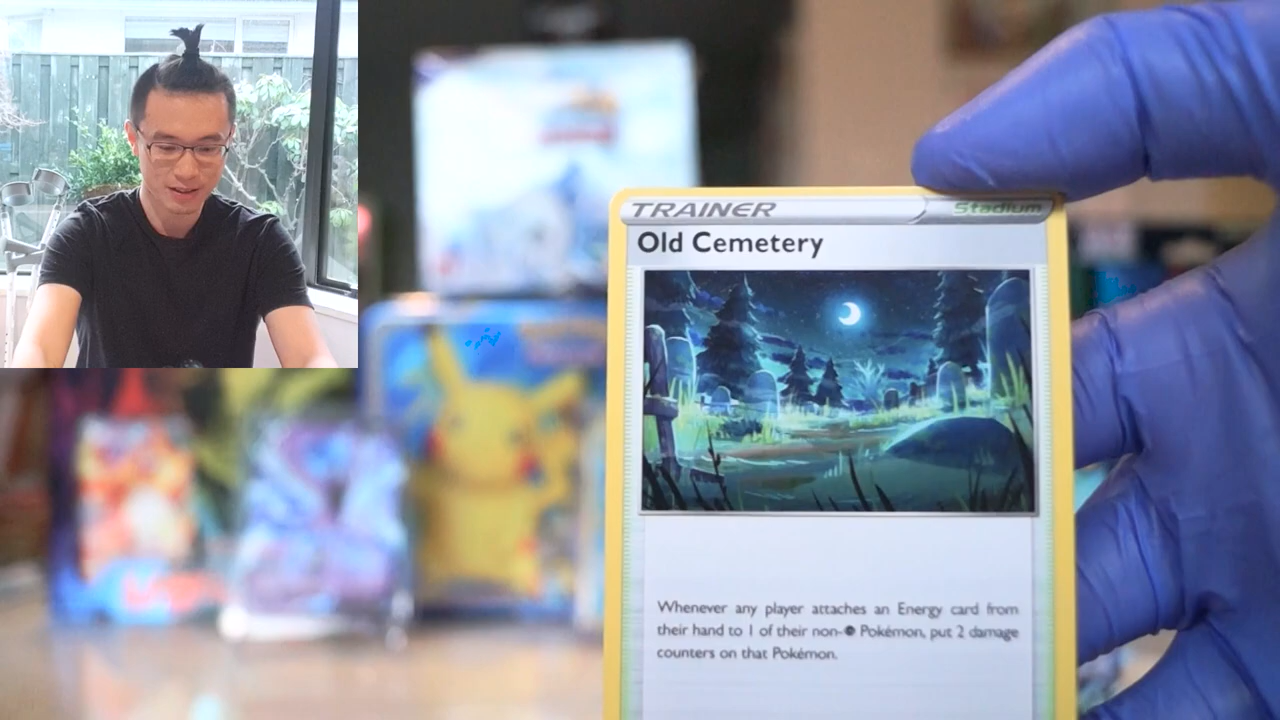 TRAINER
Stadium
Old Cemetery
Whenever any player attaches an Energy card from
their hand to 1 of their non- Pokémon, put 2 damage
counters on that Pokémon.